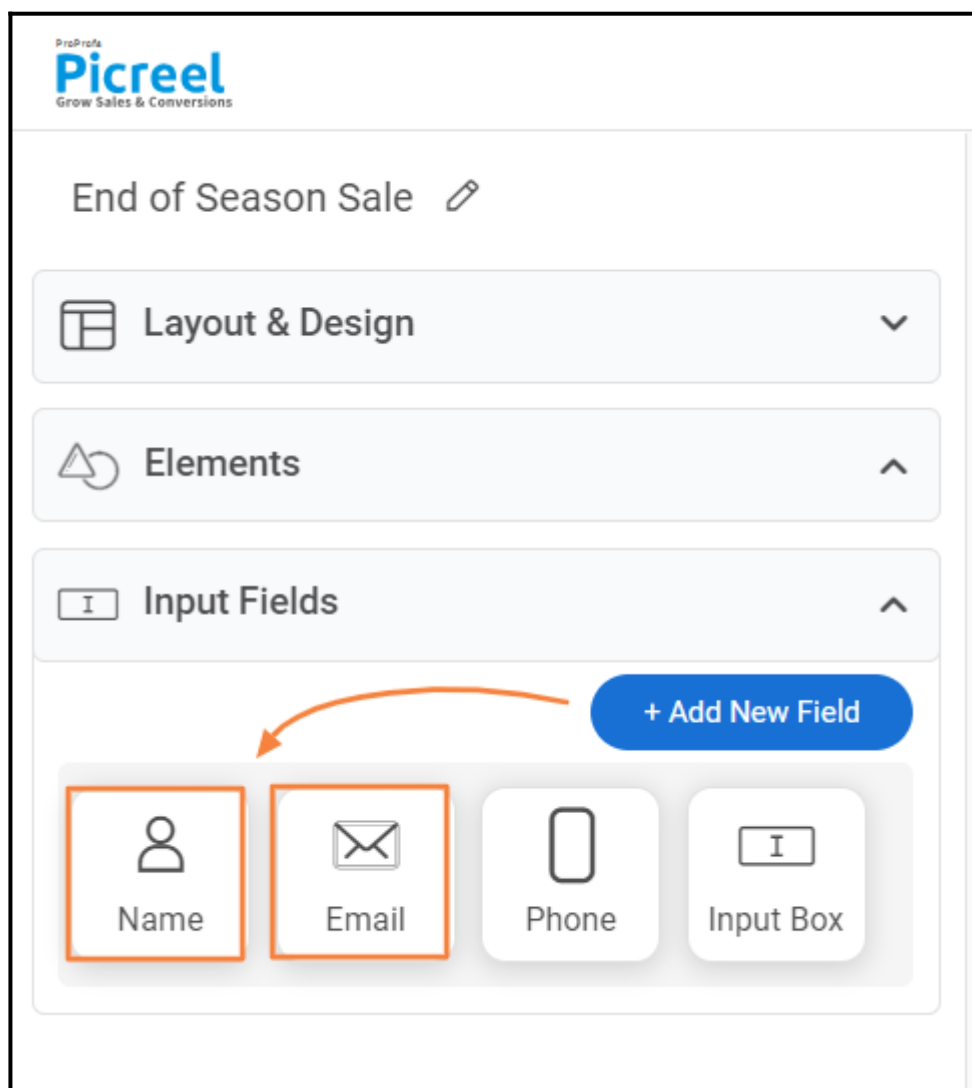 ProProfs
Picreel
Grow Sales & Conversions
End of Season Sale
Layout & Design
Elements
Input Fields
+ Add New Field
Name
Email
Phone
Input Box